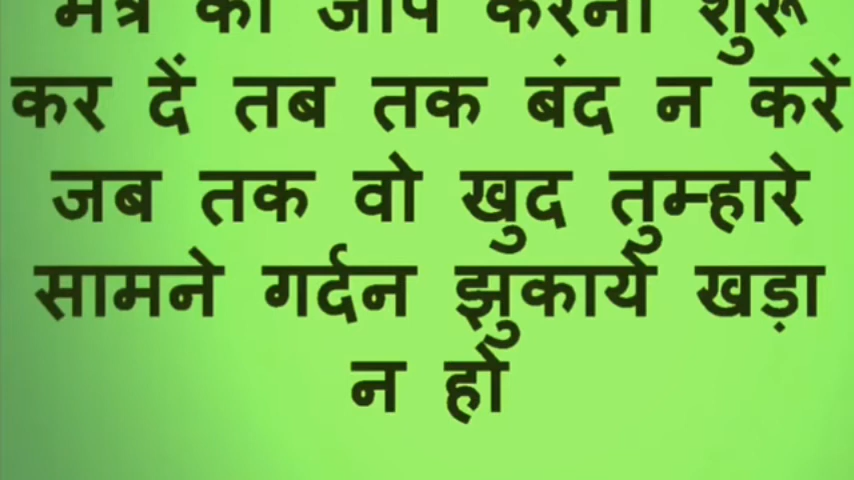 मंत्र का जाप करना शुरू
कर दें तब तक बंद न करें
जब तक वो खुद तुम्हारे
सामने गर्दन झुकाये खड़ा
न हो